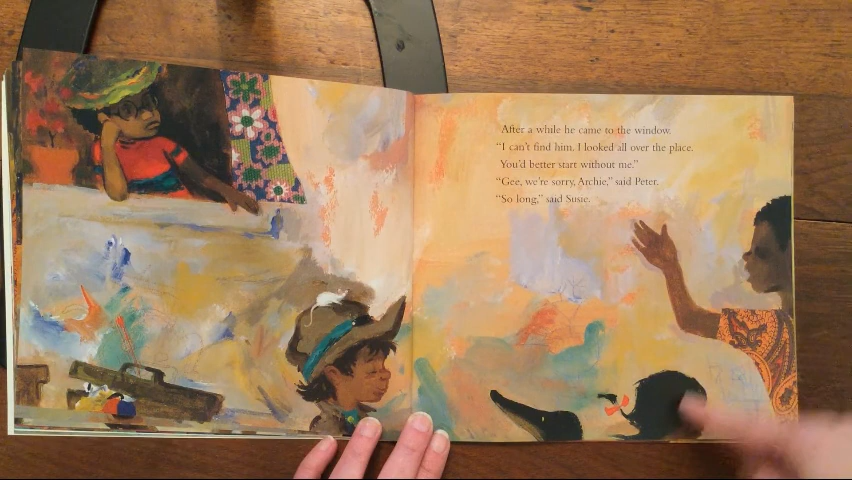 After a while he came to the window.
“I can’t find him. I looked all over the place.
You’d better start without me.”
“Gee, we’re sorry, Archie,” said Peter.
“So long,” said Susie.